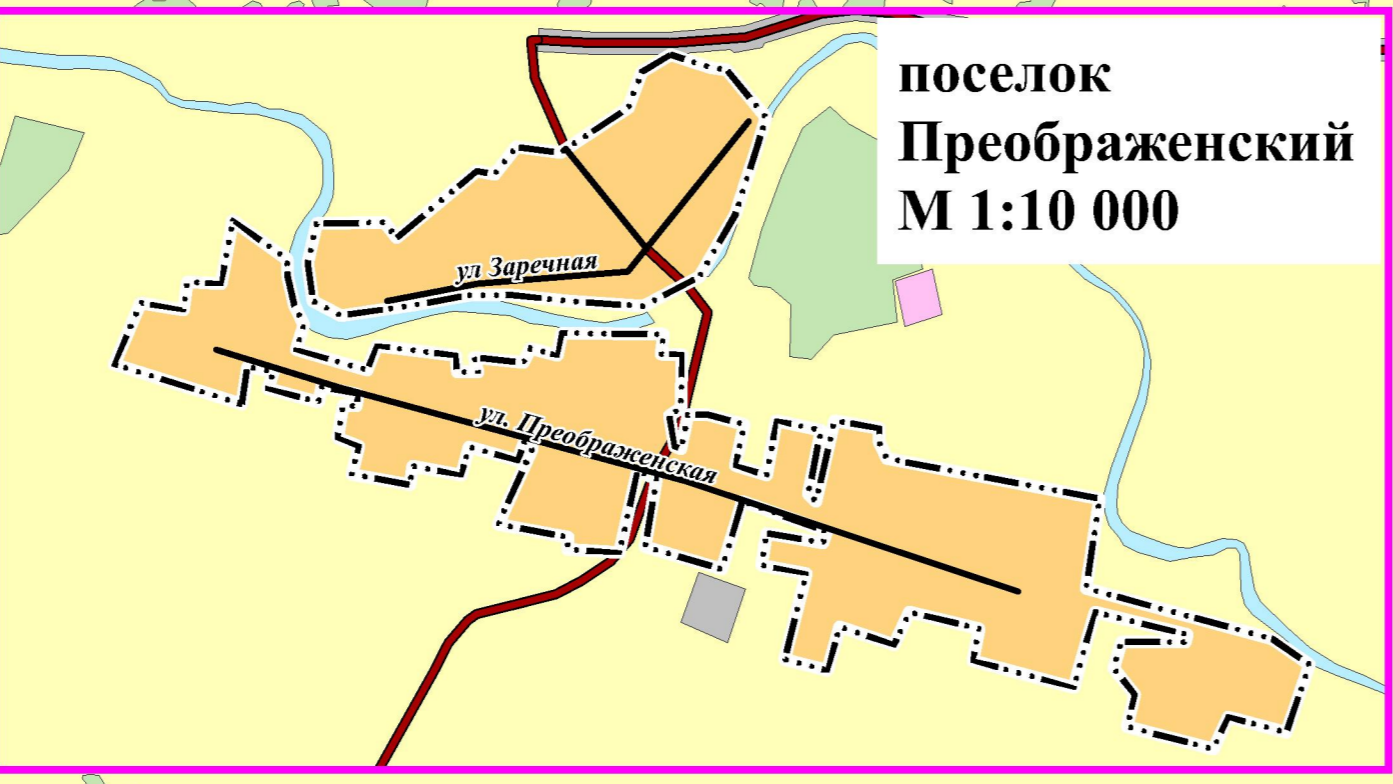 поселок
Преображенский
М 1:10 000
ул Заречная
ул. Преображенская